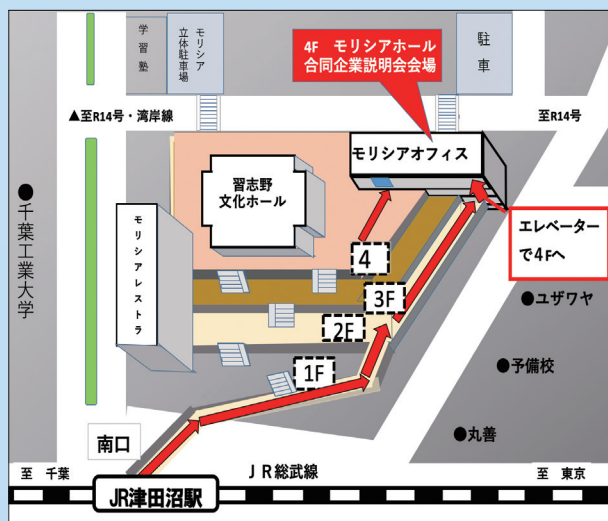 学習塾
モリシア
立体駐車場
4F モリシアホール
合同企業説明会会場
駐車
▲至R14号・湾岸線
至R14号
モリシアオフィス
習志野
文化ホール
モリシアレストラ
●千葉工業大学
エレベーター
で4Fへ
4
3F
2F
1F
●ユザワヤ
●予備校
●丸善
南口
至 千葉
JR総武線
至 東京
JR津田沼駅